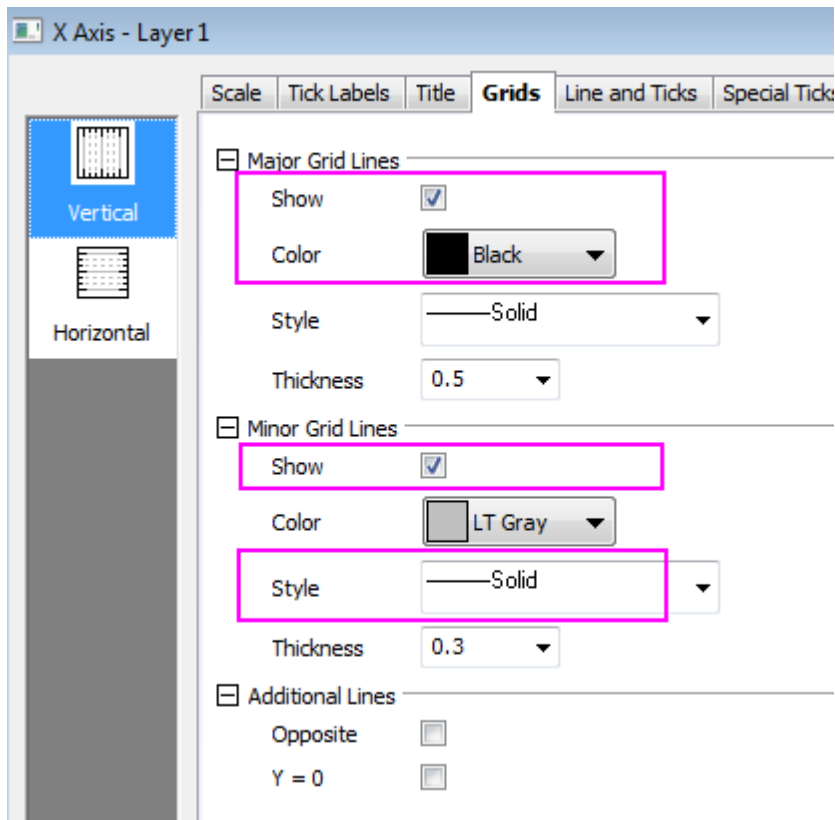 X Axis - Layer 1
Scale Tick Labels Title Grids Line and Ticks Special Ticks
Vertical
Horizontal
Major Grid Lines
Show
Color Black
Style Solid
Thickness 0.5
Minor Grid Lines
Show
Color LT Gray
Style Solid
Thickness 0.3
Additional Lines
Opposite
Y = 0